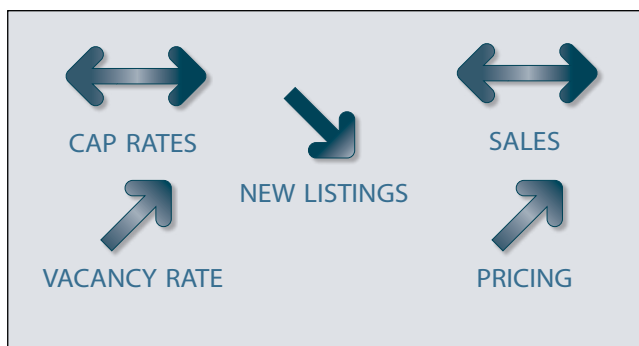 CAP RATES
SALES
NEW LISTINGS
VACANCY RATE
PRICING